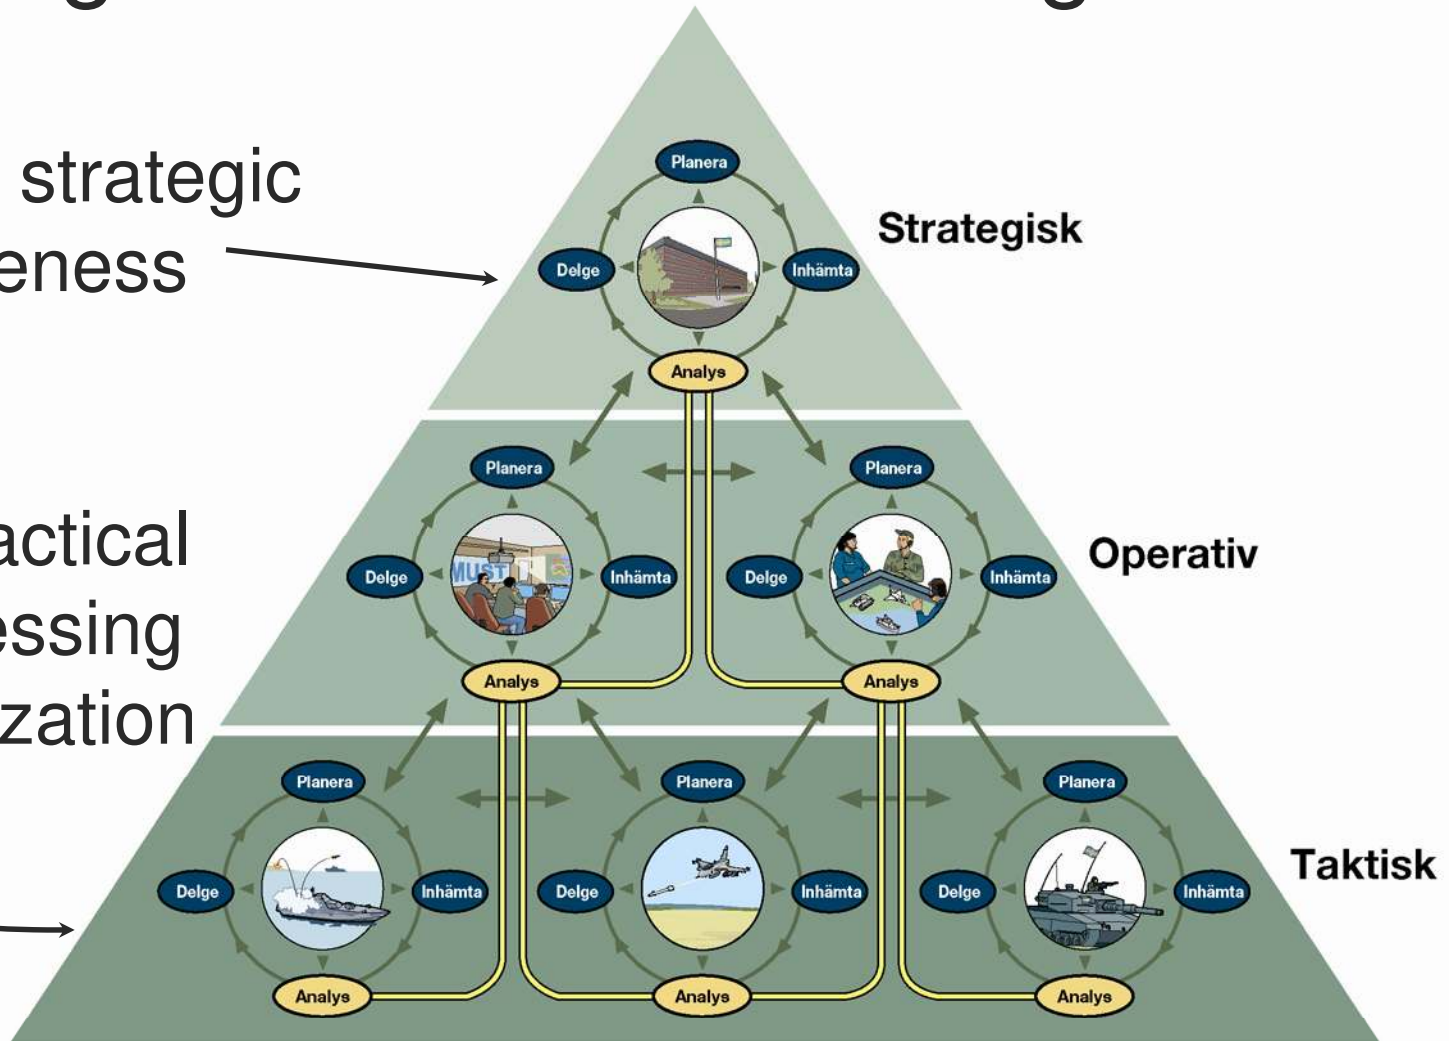 strategic
eness
actical
essing
zation
Planera
Strategisk
Delge
Inhämta
Analys
Planera
Planera
Operativ
Delge
MUST
Inhämta
Delge
Inhämta
Analys
Analys
Planera
Planera
Planera
Taktisk
Delge
Inhämta
Delge
Inhämta
Delge
Inhämta
Analys
Analys
Analys